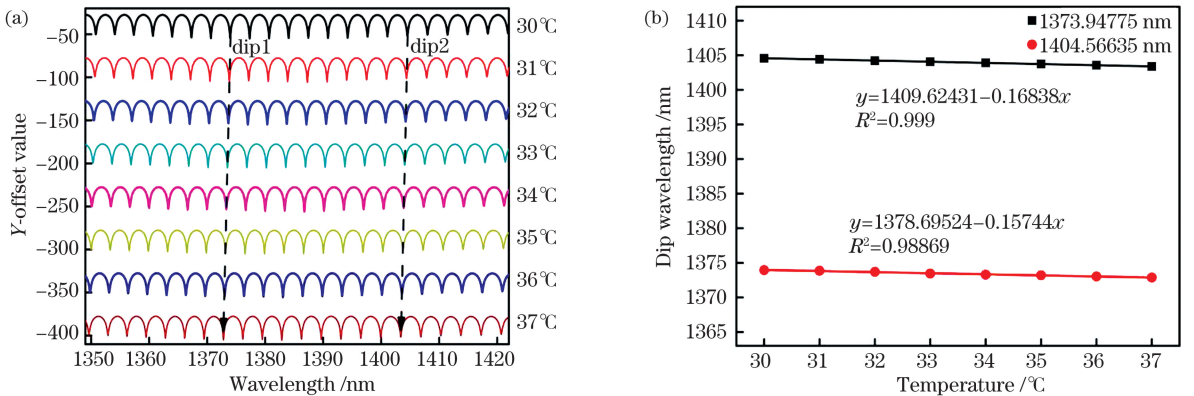 (a)
−50
−100
−150
−200
−250
−300
−350
−400
Y-offset value
30℃
31℃
32℃
33℃
34℃
35℃
36℃
37℃
dip1
dip2
1350 1360 1370 1380 1390 1400 1410 1420
Wavelength /nm
(b)
1410
1405
1400
1395
1390
1385
1380
1375
1370
1365
Dip wavelength /nm
1373.94775 nm
1404.56635 nm
y=1409.62431−0.16838x
R²=0.999
y=1378.69524−0.15744x
R²=0.98869
30 31 32 33 34 35 36 37
Temperature /℃